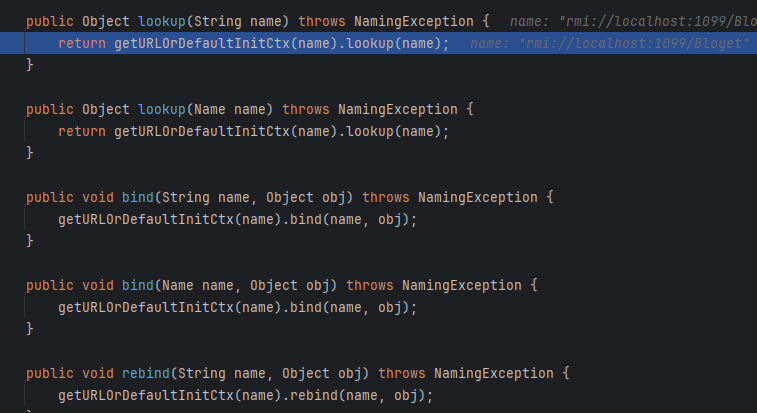 public Object lookup(String name) throws NamingException {   name: "rmi://localhost:1099/Blo
    return getURLOrDefaultInitCtx(name).lookup(name);   name: "rmi://localhost:1099/Bloget"
}
public Object lookup(Name name) throws NamingException {
    return getURLOrDefaultInitCtx(name).lookup(name);
}
public void bind(String name, Object obj) throws NamingException {
    getURLOrDefaultInitCtx(name).bind(name, obj);
}
public void bind(Name name, Object obj) throws NamingException {
    getURLOrDefaultInitCtx(name).bind(name, obj);
}
public void rebind(String name, Object obj) throws NamingException {
    getURLOrDefaultInitCtx(name).rebind(name, obj);
}